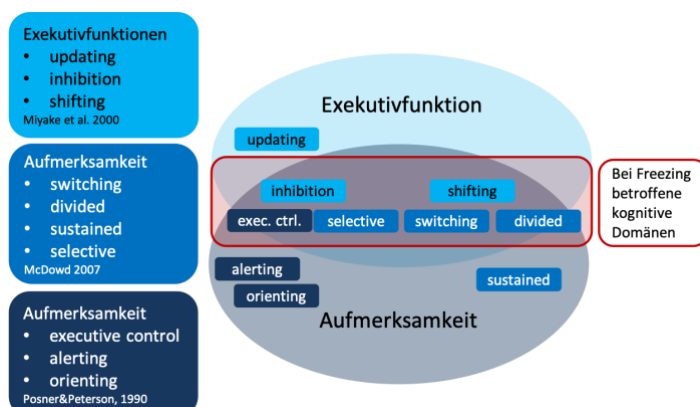 Exekutivfunktionen
• updating
• inhibition
• shifting
Miyake et al. 2000
Aufmerksamkeit
• switching
• divided
• sustained
• selective
McDowd 2007
Aufmerksamkeit
• executive control
• alerting
• orienting
Posner&Peterson, 1990
Exekutivfunktion
updating
inhibition
shifting
exec. ctrl.
selective
switching
divided
alerting
orienting
sustained
Aufmerksamkeit
Bei Freezing
betroffene
kognitive
Domänen